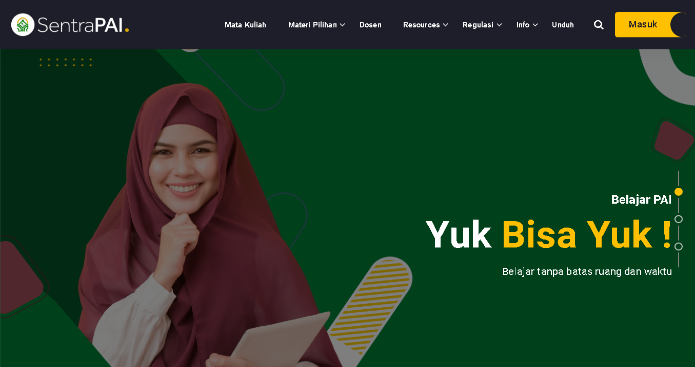 SentraPAI.
Mata Kuliah Materi Pilihan Dosen Resources Regulasi Info Unduh Masuk
Belajar PAI
Yuk Bisa Yuk !
Belajar tanpa batas ruang dan waktu